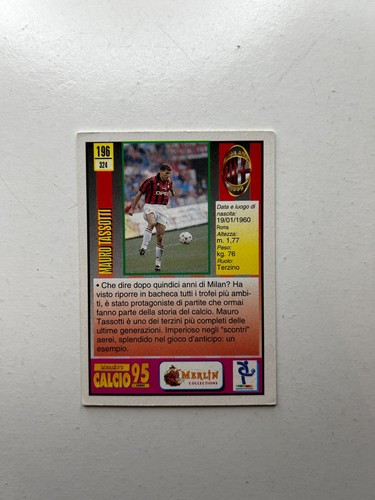 196
324
MAURO TASSOTTI
OPEL
Data e luogo di
nascita:
19/01/1960
Roma
Altezza:
m. 1,77
Peso:
kg. 76
Ruolo:
Terzino
• Che dire dopo quindici anni di Milan? Ha
visto riporre in bacheca tutti i trofei più ambi-
ti, è stato protagonista di partite che ormai
fanno parte della storia del calcio. Mauro
Tassotti è uno dei terzini più completi delle
ultime generazioni. Imperioso negli "scontri"
aerei, splendido nel gioco d'anticipo: un
esempio.
CALCIO 95
MERLIN
COLLECTIONS